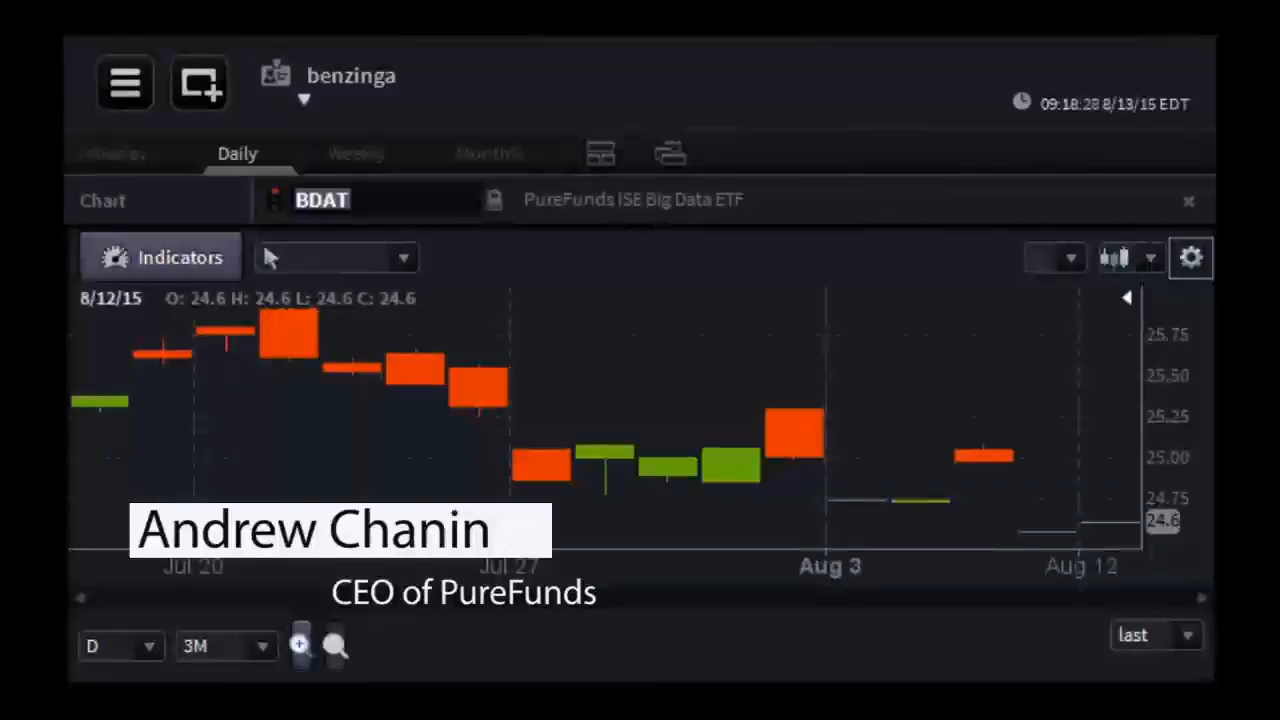 benzinga
09:18:28 8/13/15 EDT
Daily
Weekly
Monthly
Chart
BDAT
PureFunds ISE Big Data ETF
Indicators
8/12/15 O: 24.6 H: 24.6 L: 24.6 C: 24.6
25.75
25.50
25.25
25.00
24.75
24.6
Andrew Chanin
Jul 20
Jul 27
Aug 3
Aug 12
CEO of PureFunds
D
3M
last